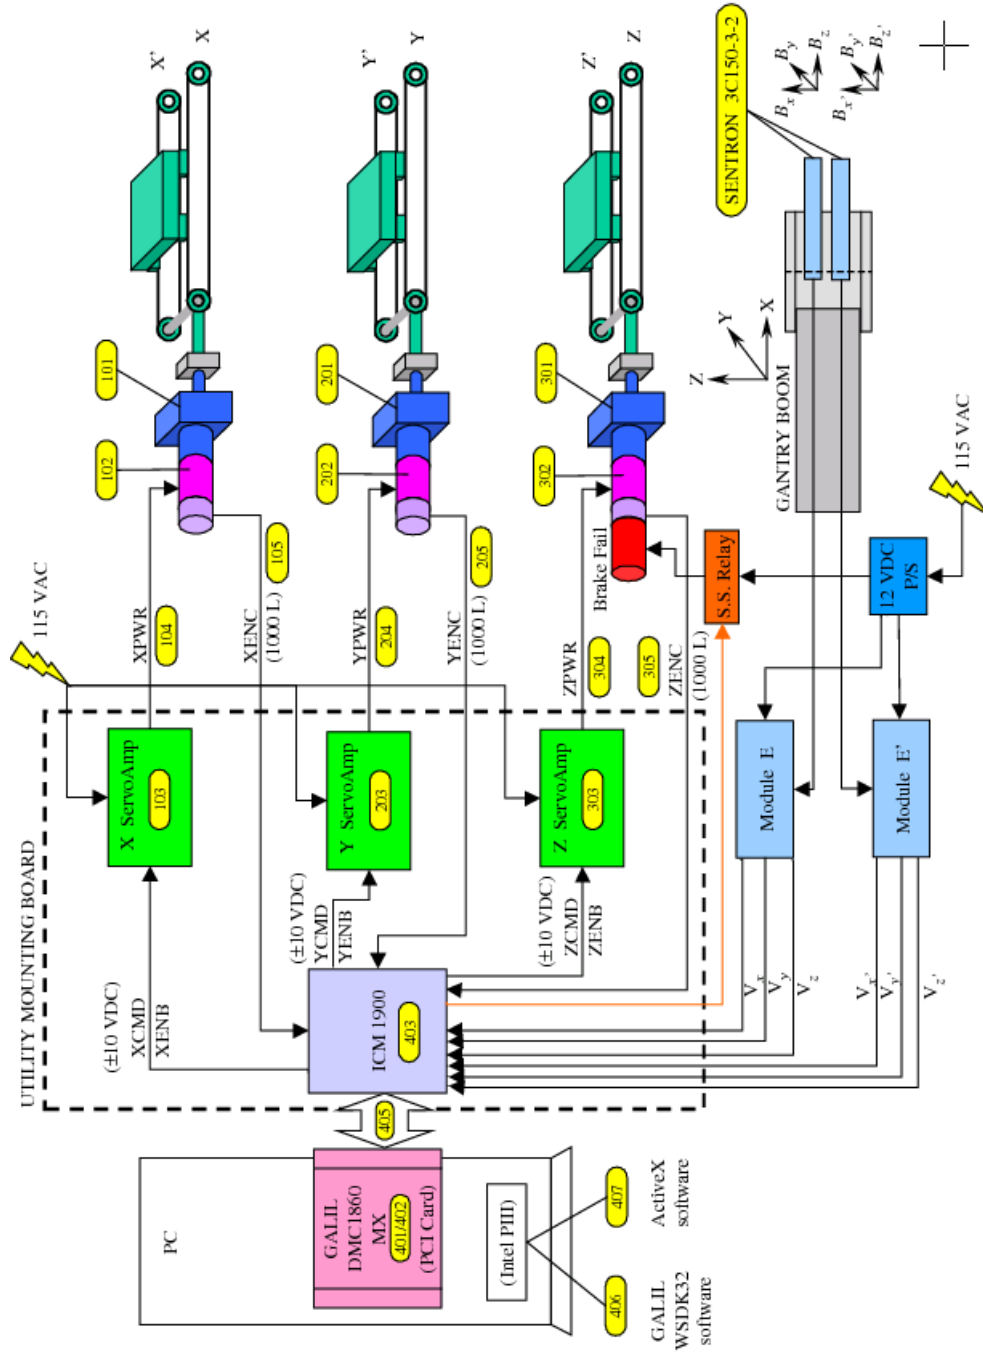 UTILITY MOUNTING BOARD
115 VAC
X'
X
Y'
Y
Z'
Z
101
102
201
202
301
302
XPWR
104
XENC
(1000 L)
105
YPWR
204
YENC
(1000 L)
205
ZPWR
304
305
ZENC
(1000 L)
Brake Fail
S.S. Relay
X ServoAmp
103
Y ServoAmp
203
Z ServoAmp
303
(±10 VDC)
XCMD
XENB
(±10 VDC)
YCMD
YENB
(±10 VDC)
ZCMD
ZENB
ICM 1900
403
405
PC
GALIL
DMC1860
MX
401/402
(PCI Card)
(Intel PIII)
406
407
GALIL
WSDK32
software
ActiveX
software
Vx
Vy
Vz
Vx'
Vy'
Vz'
Module E
Module E'
12 VDC
P/S
115 VAC
GANTRY BOOM
Z
Y
X
SENTRON 3C150-3-2
Bx
By
Bz
Bx'
By'
Bz'